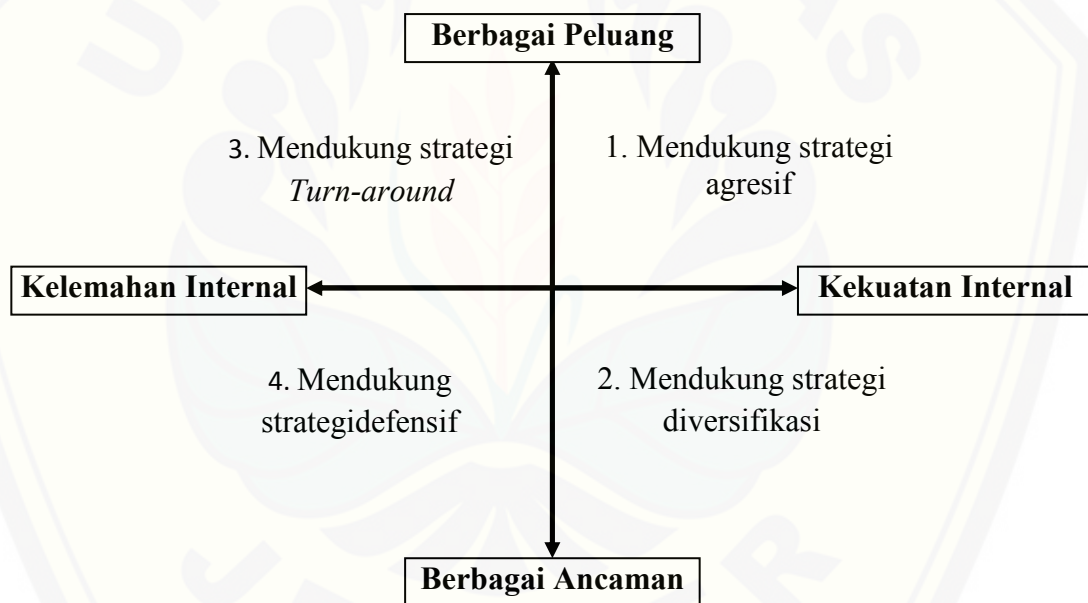 Berbagai Peluang
3. Mendukung strategi
Turn-around
1. Mendukung strategi
agresif
Kelemahan Internal
Kekuatan Internal
4. Mendukung
strategidefensif
2. Mendukung strategi
diversifikasi
Berbagai Ancaman